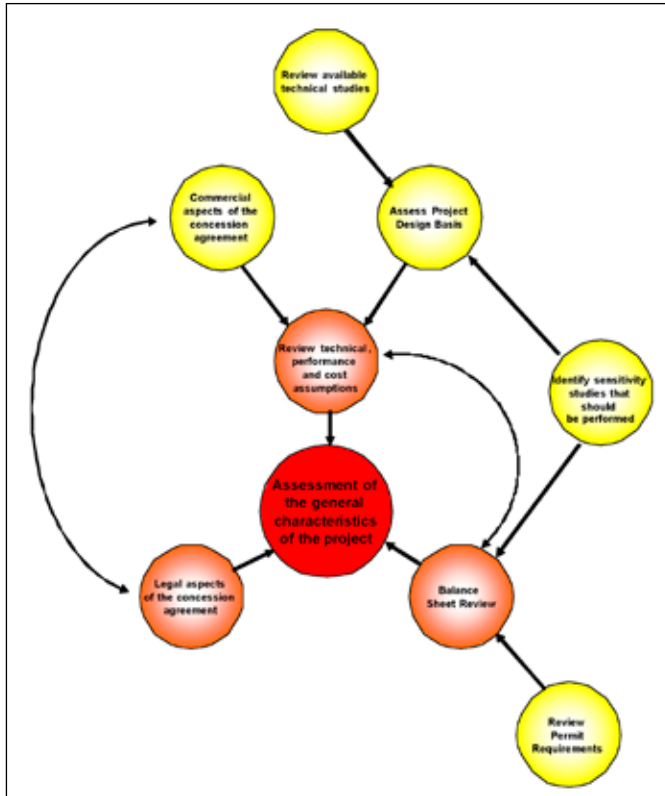 Review available
technical studies
Commercial
aspects of the
concession
agreement
Assess Project
Design Basis
Review technical,
performance
and cost
assumptions
Identify sensitivity
studies that
should
be performed
Assessment of
the general
characteristics
of the project
Legal aspects
of the concession
agreement
Balance
Sheet Review
Review
Permit
Requirements